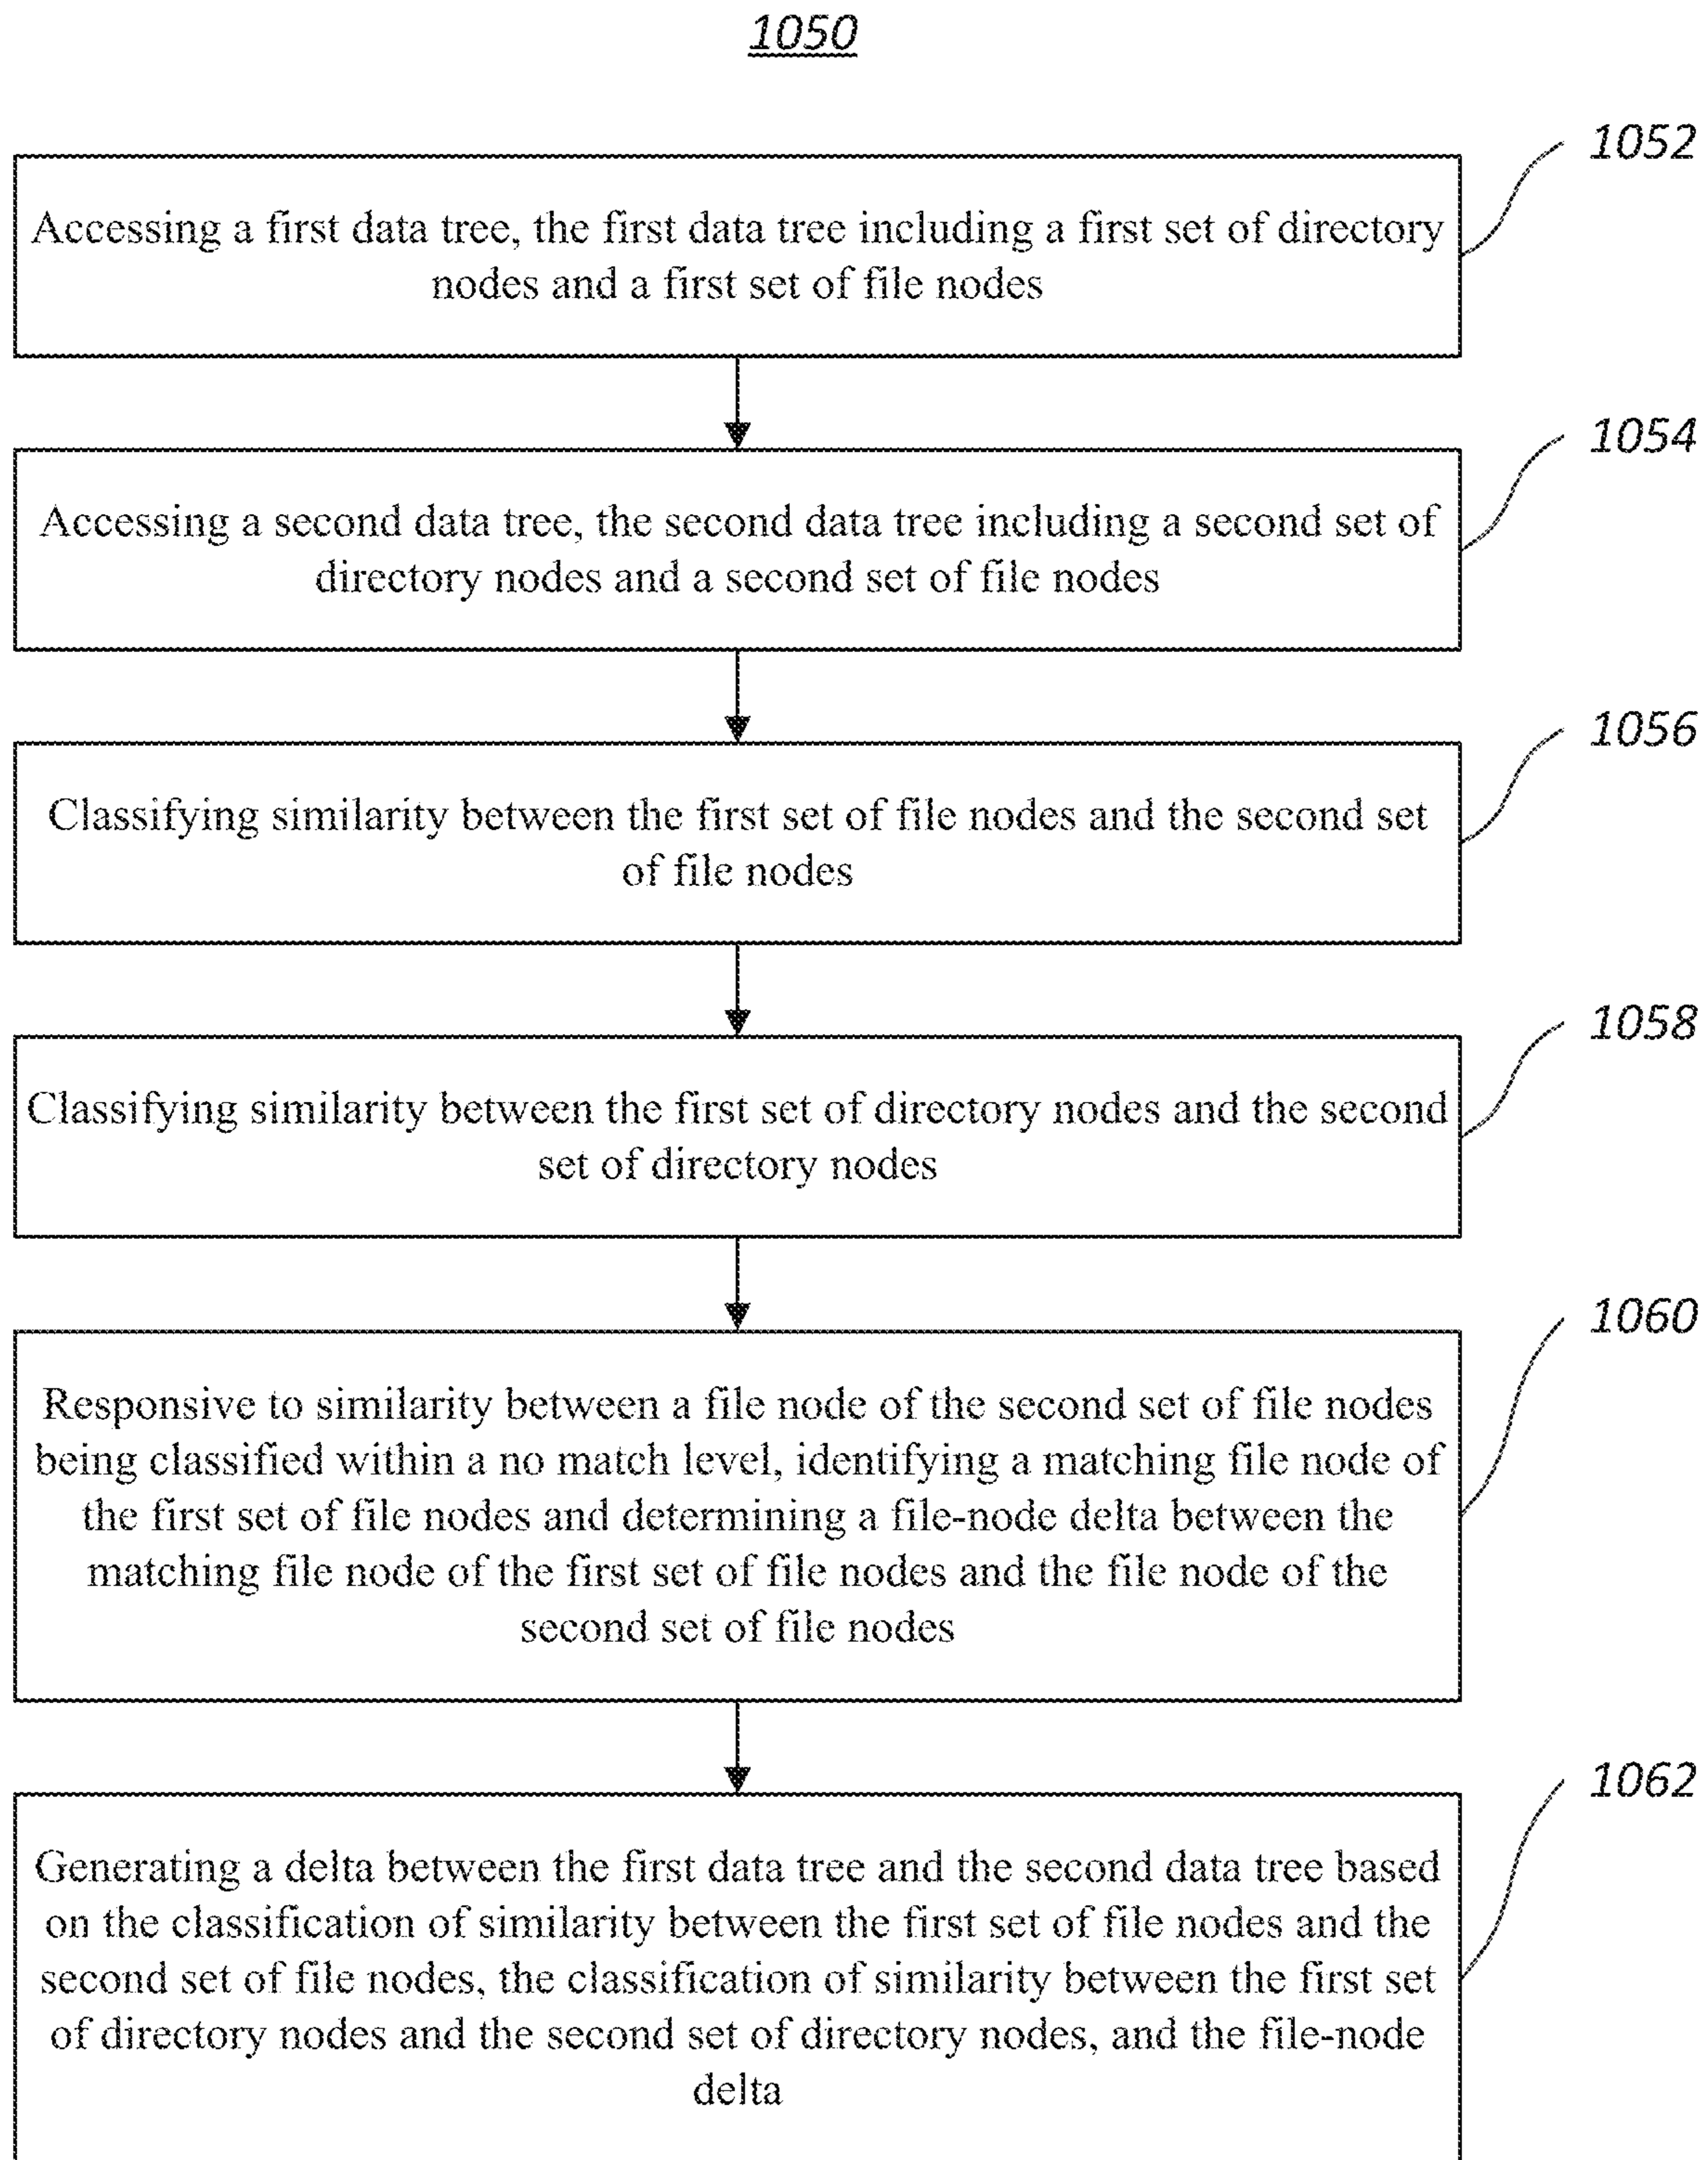 1050
1052
Accessing a first data tree, the first data tree including a first set of directory
nodes and a first set of file nodes
1054
Accessing a second data tree, the second data tree including a second set of
directory nodes and a second set of file nodes
1056
Classifying similarity between the first set of file nodes and the second set
of file nodes
1058
Classifying similarity between the first set of directory nodes and the second
set of directory nodes
1060
Responsive to similarity between a file node of the second set of file nodes
being classified within a no match level, identifying a matching file node of
the first set of file nodes and determining a file-node delta between the
matching file node of the first set of file nodes and the file node of the
second set of file nodes
1062
Generating a delta between the first data tree and the second data tree based
on the classification of similarity between the first set of file nodes and the
second set of file nodes, the classification of similarity between the first set
of directory nodes and the second set of directory nodes, and the file-node
delta